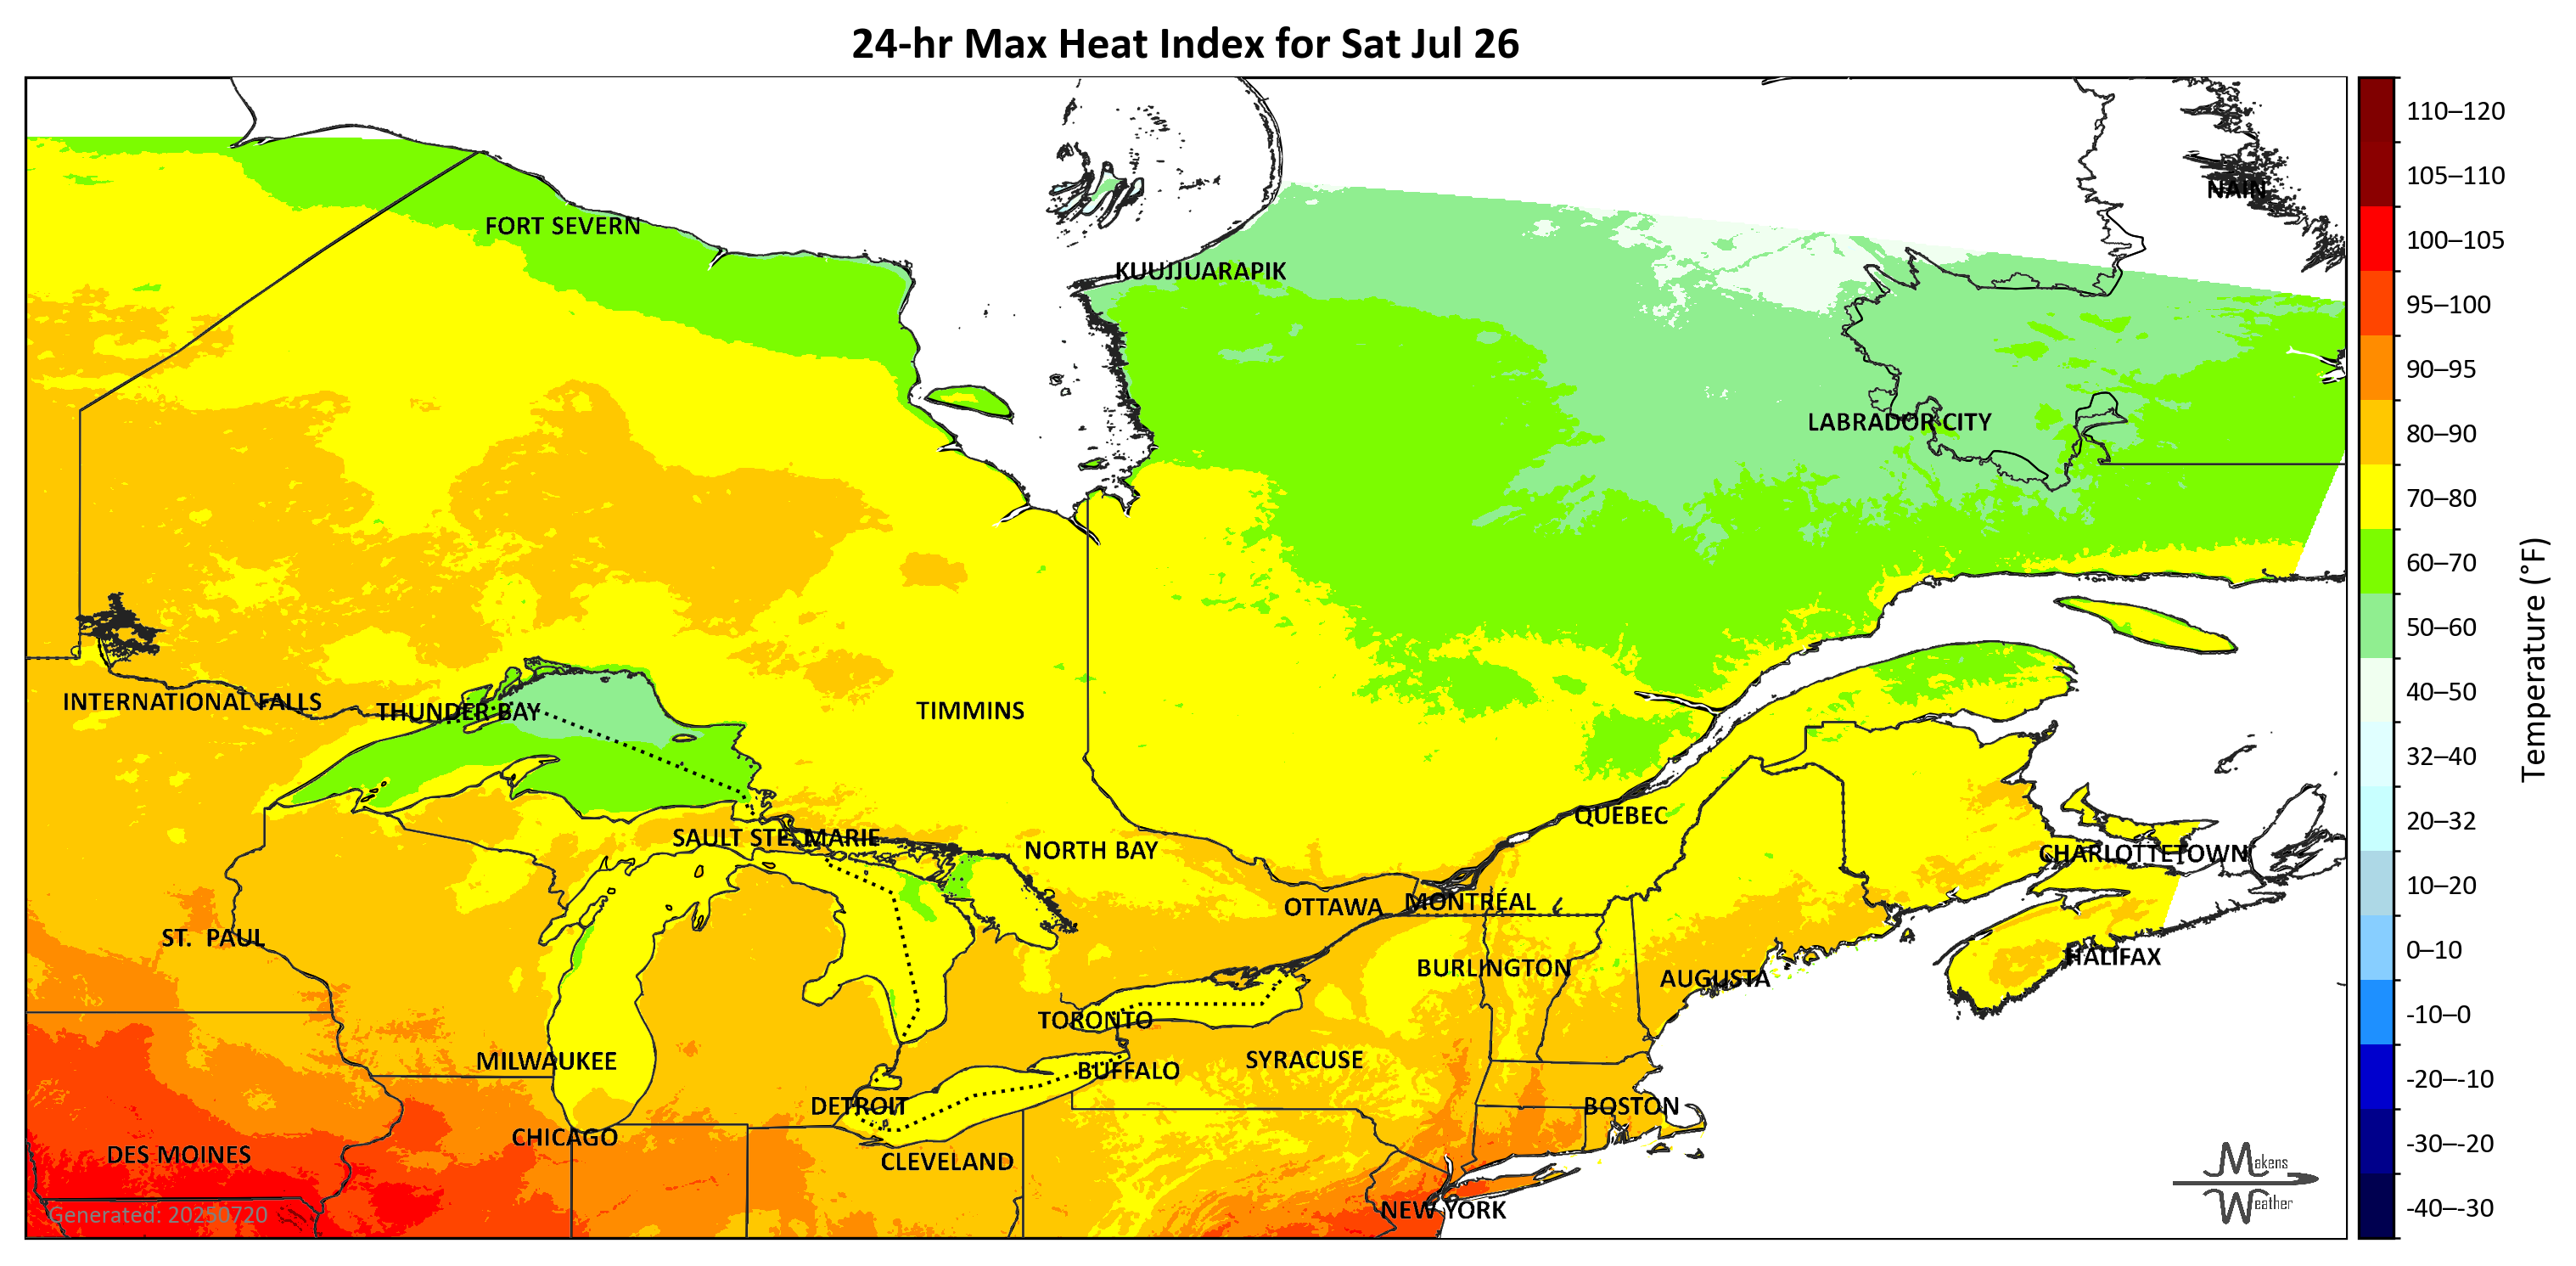 24-hr Max Heat Index for Sat Jul 26
NAIN
FORT SEVERN
KUUJJUARAPIK
LABRADOR CITY
INTERNATIONAL FALLS
THUNDER BAY
TIMMINS
QUEBEC
SAULT STE. MARIE
NORTH BAY
CHARLOTTETOWN
OTTAWA
MONTRÉAL
ST. PAUL
HALIFAX
BURLINGTON
AUGUSTA
TORONTO
MILWAUKEE
SYRACUSE
BUFFALO
DETROIT
BOSTON
CHICAGO
DES MOINES
CLEVELAND
NEW YORK
Generated: 20250720
Makens
Weather
110–120
105–110
100–105
95–100
90–95
80–90
70–80
60–70
50–60
40–50
32–40
20–32
10–20
0–10
-10–0
-20–-10
-30–-20
-40–-30
Temperature (°F)